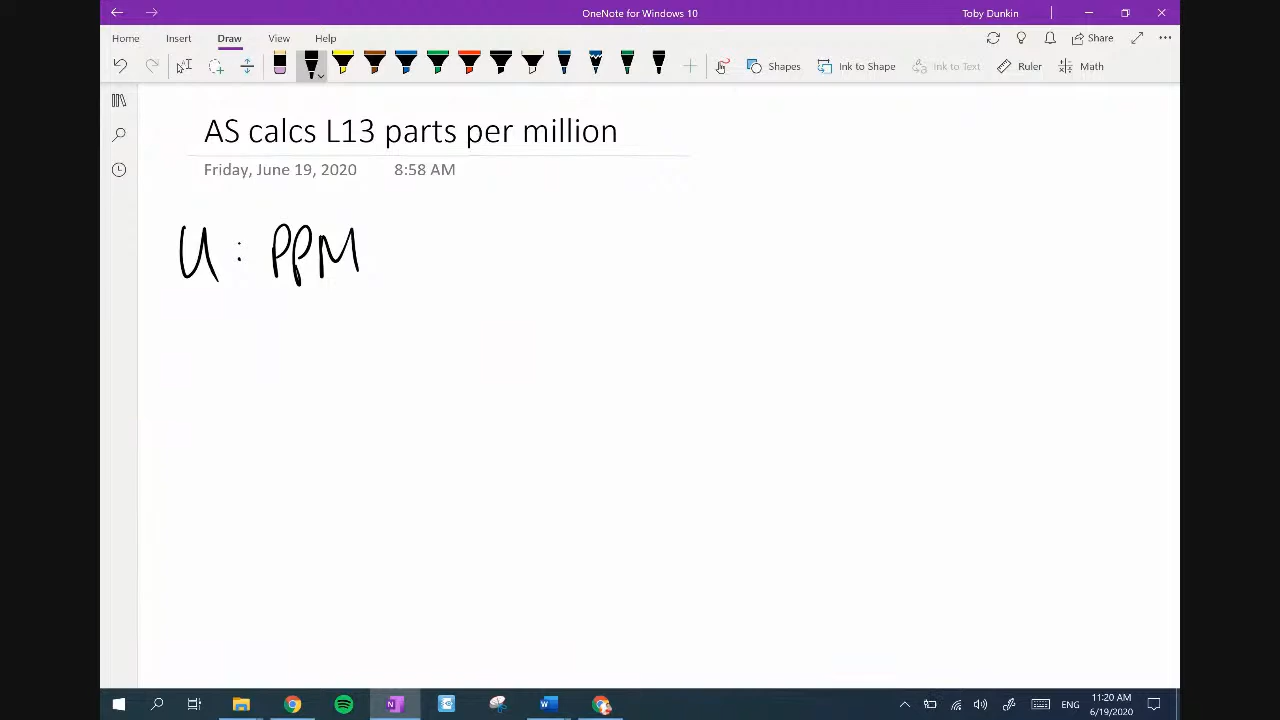 OneNote for Windows 10
Toby Dunkin
Home Insert Draw View Help
Share
Shapes Ink to Shape Ink to Text Ruler Math
AS calcs L13 parts per million
Friday, June 19, 2020 8:58 AM
U : PPM
ENG
11:20 AM
6/19/2020